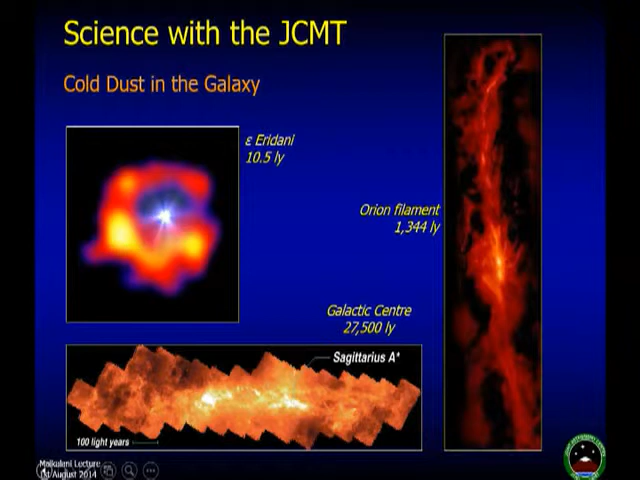 Science with the JCMT
Cold Dust in the Galaxy
ε Eridani
10.5 ly
Orion filament
1,344 ly
Galactic Centre
27,500 ly
Sagittarius A*
100 light years
Lecture
August 2014